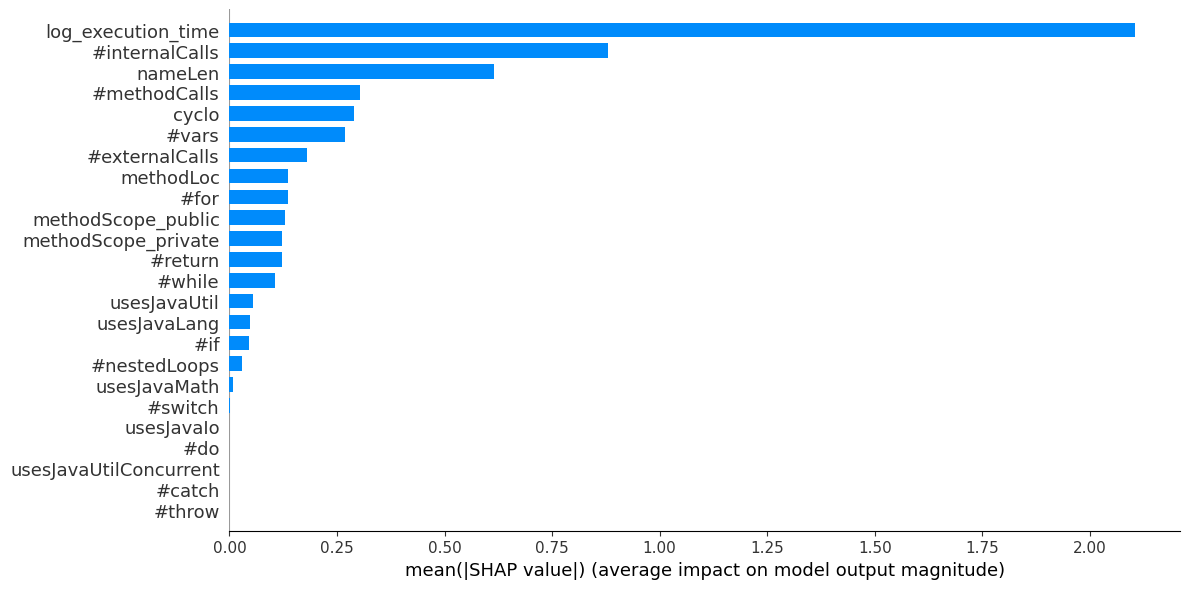 log_execution_time
#internalCalls
nameLen
#methodCalls
cyclo
#vars
#externalCalls
methodLoc
#for
methodScope_public
methodScope_private
#return
#while
usesJavaUtil
usesJavaLang
#if
#nestedLoops
usesJavaMath
#switch
usesJavaIo
#do
usesJavaUtilConcurrent
#catch
#throw
0.00 0.25 0.50 0.75 1.00 1.25 1.50 1.75 2.00
mean(|SHAP value|) (average impact on model output magnitude)